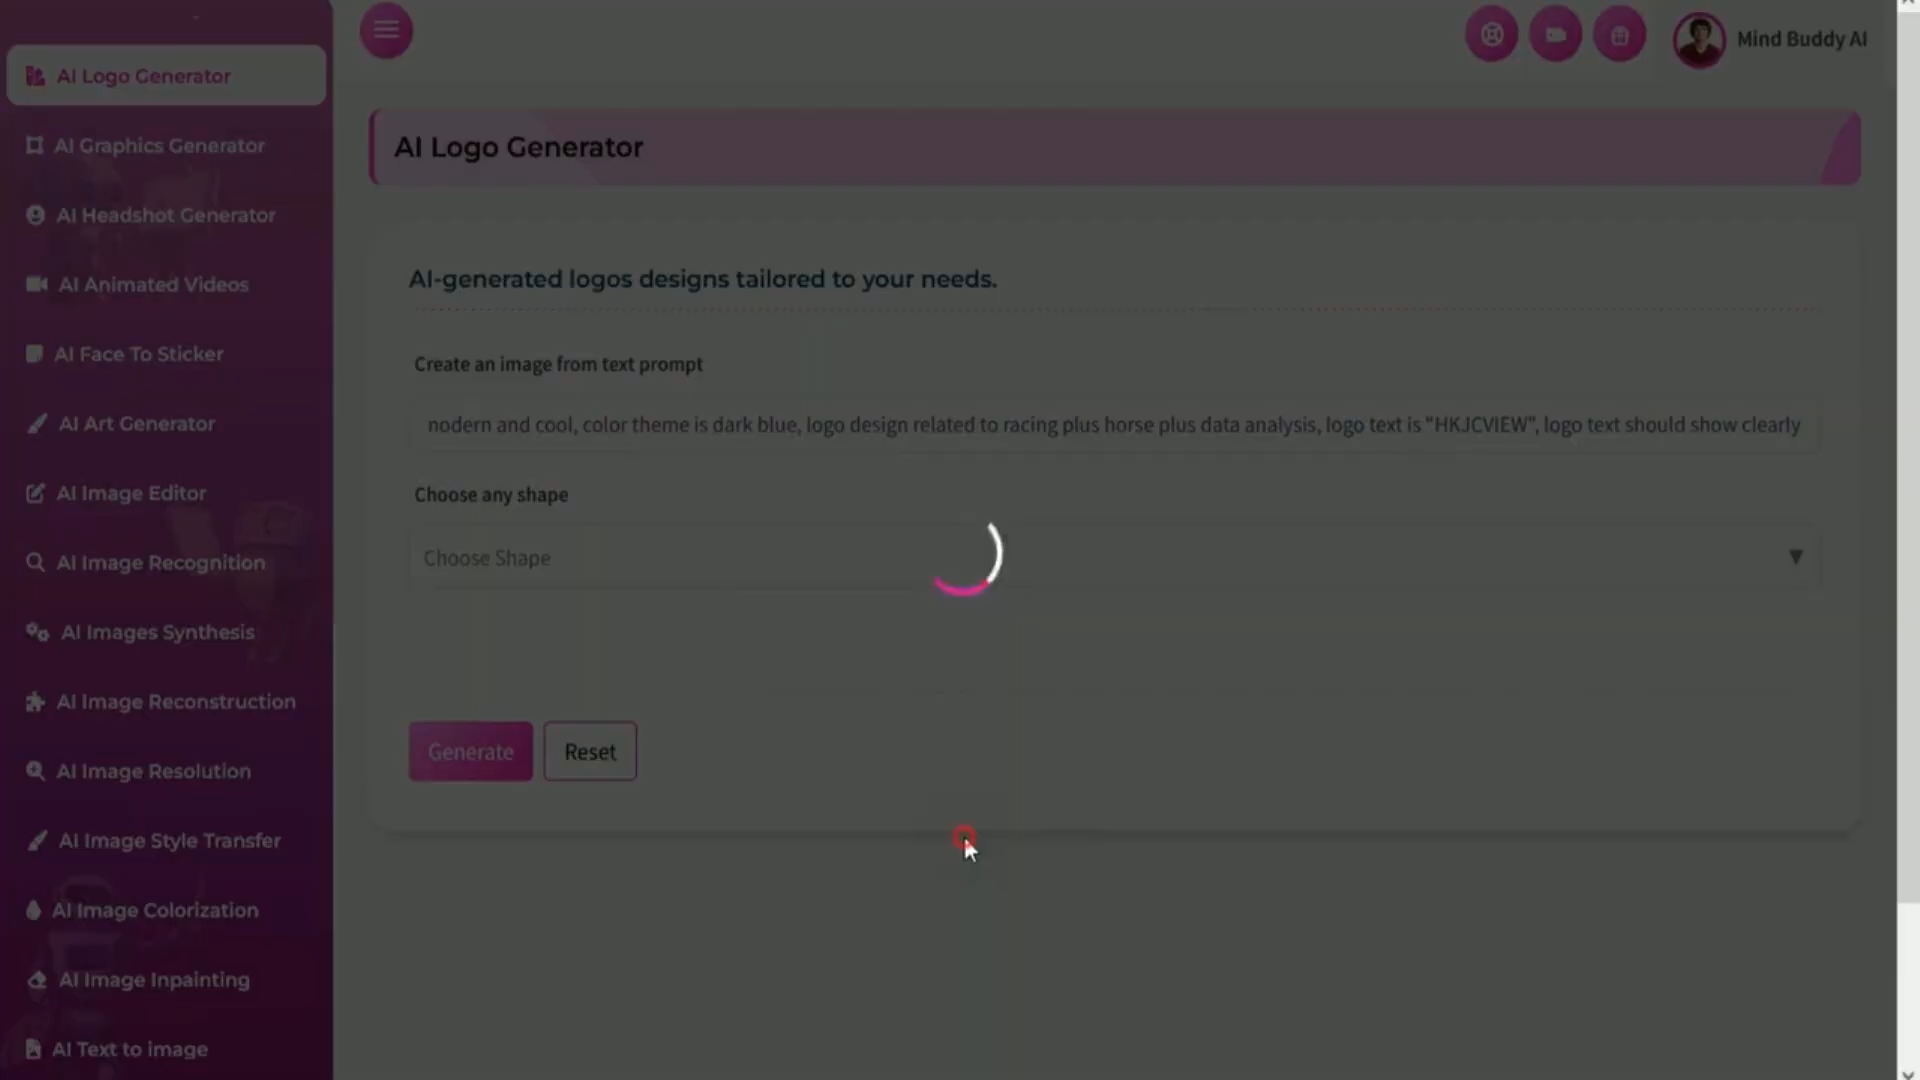 AI Logo Generator
AI Graphics Generator
AI Headshot Generator
AI Animated Videos
AI Face To Sticker
AI Art Generator
AI Image Editor
AI Image Recognition
AI Images Synthesis
AI Image Reconstruction
AI Image Resolution
AI Image Style Transfer
AI Image Colorization
AI Image Inpainting
AI Text to image
Mind Buddy AI
AI Logo Generator
AI-generated logos designs tailored to your needs.
Create an image from text prompt
nodern and cool, color theme is dark blue, logo design related to racing plus horse plus data analysis, logo text is "HKJCVIEW", logo text should show clearly
Choose any shape
Choose Shape
Generate
Reset